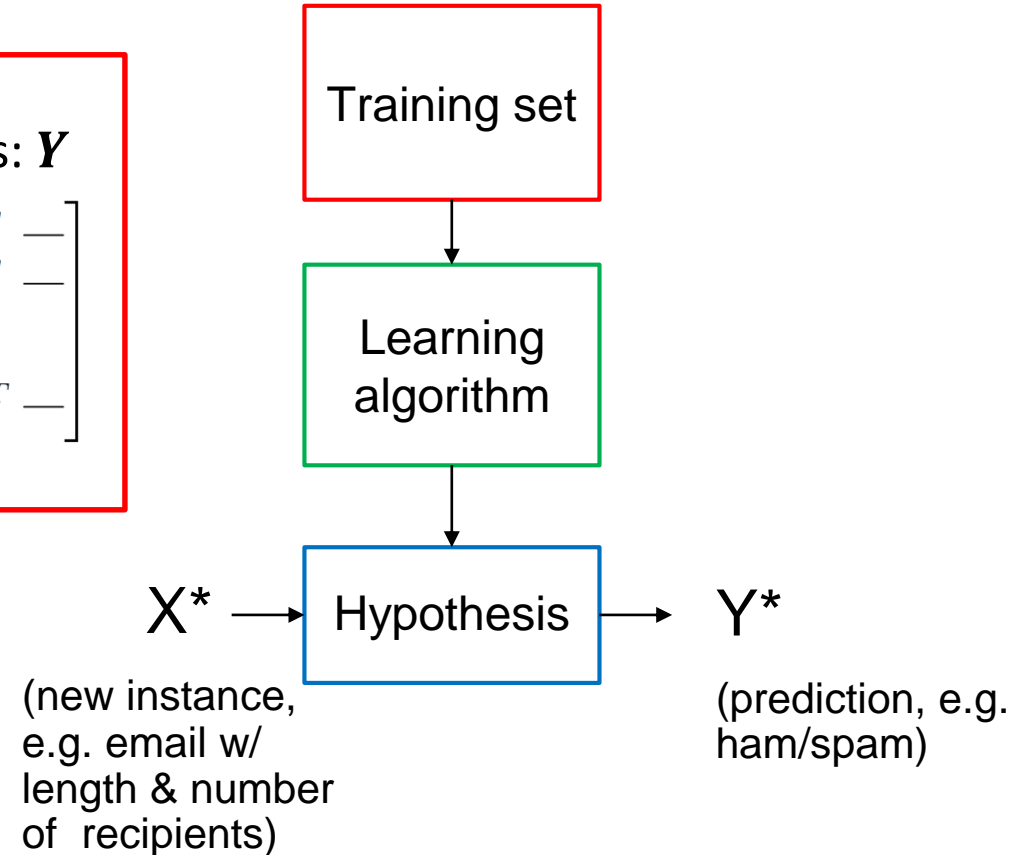 Training set
s: Y
T
Learning
algorithm
X*
Hypothesis
Y*
(new instance,
e.g. email w/
length & number
of recipients)
(prediction, e.g.
ham/spam)